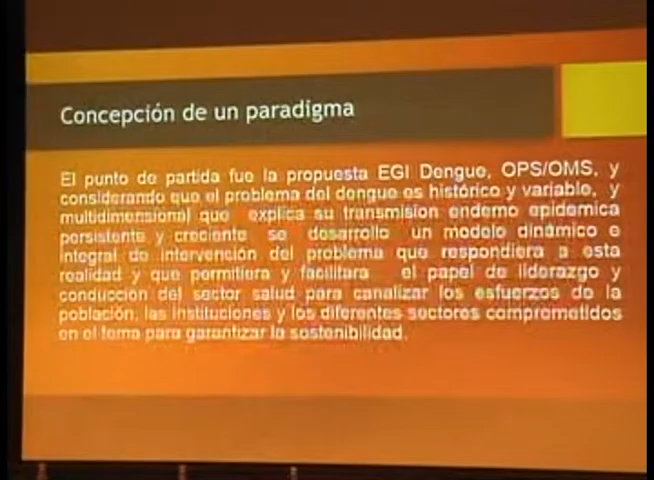 Concepción de un paradigma
El punto de partida fue la propuesta EGI Dengue, OPS/OMS, y
considerando que el problema del dengue es histórico y variable, y
multidimensional que explica su transmision endemo epidemica
persistente y creciente se desarrollo un modelo dinámico e
integral de intervención del problema que respondiera a esta
realidad y que permitiera y facilitara el papel de liderazgo y
conducción del sector salud para canalizar los esfuerzos de la
población, las instituciones y los diferentes sectores comprometidos
en el tema para garantizar la sostenibilidad.